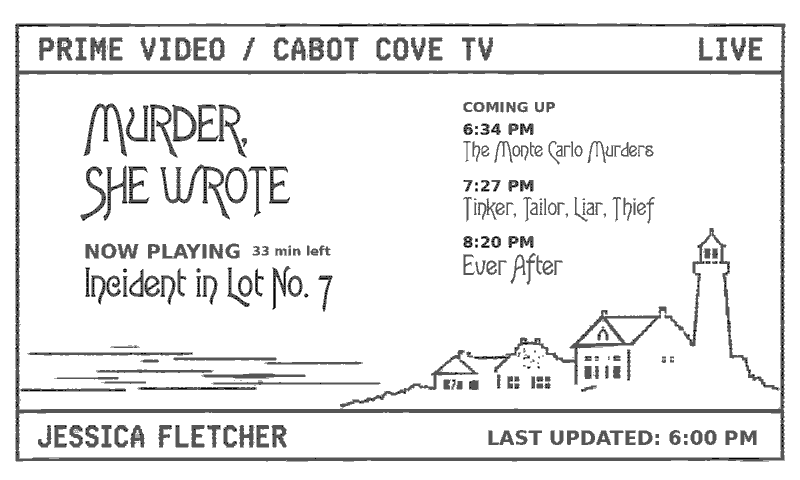 PRIME VIDEO / CABOT COVE TV
LIVE
MURDER,
SHE WROTE
NOW PLAYING 33 min left
Incident in Lot No. 7
COMING UP
6:34 PM
The Monte Carlo Murders
7:27 PM
Tinker, Tailor, Liar, Thief
8:20 PM
Ever After
JESSICA FLETCHER
LAST UPDATED: 6:00 PM